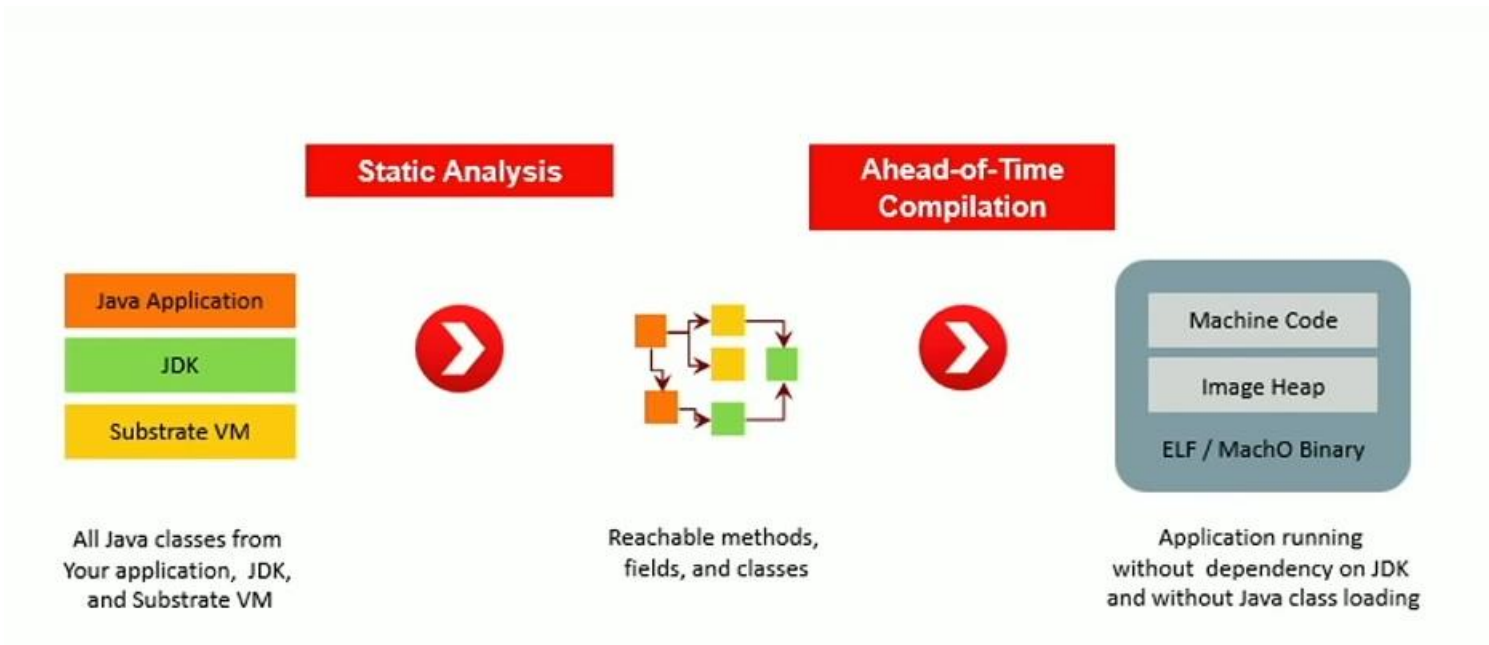 Static Analysis
Ahead-of-Time
Compilation
Java Application
JDK
Substrate VM
Machine Code
Image Heap
ELF / MachO Binary
All Java classes from
Your application, JDK,
and Substrate VM
Reachable methods,
fields, and classes
Application running
without dependency on JDK
and without Java class loading